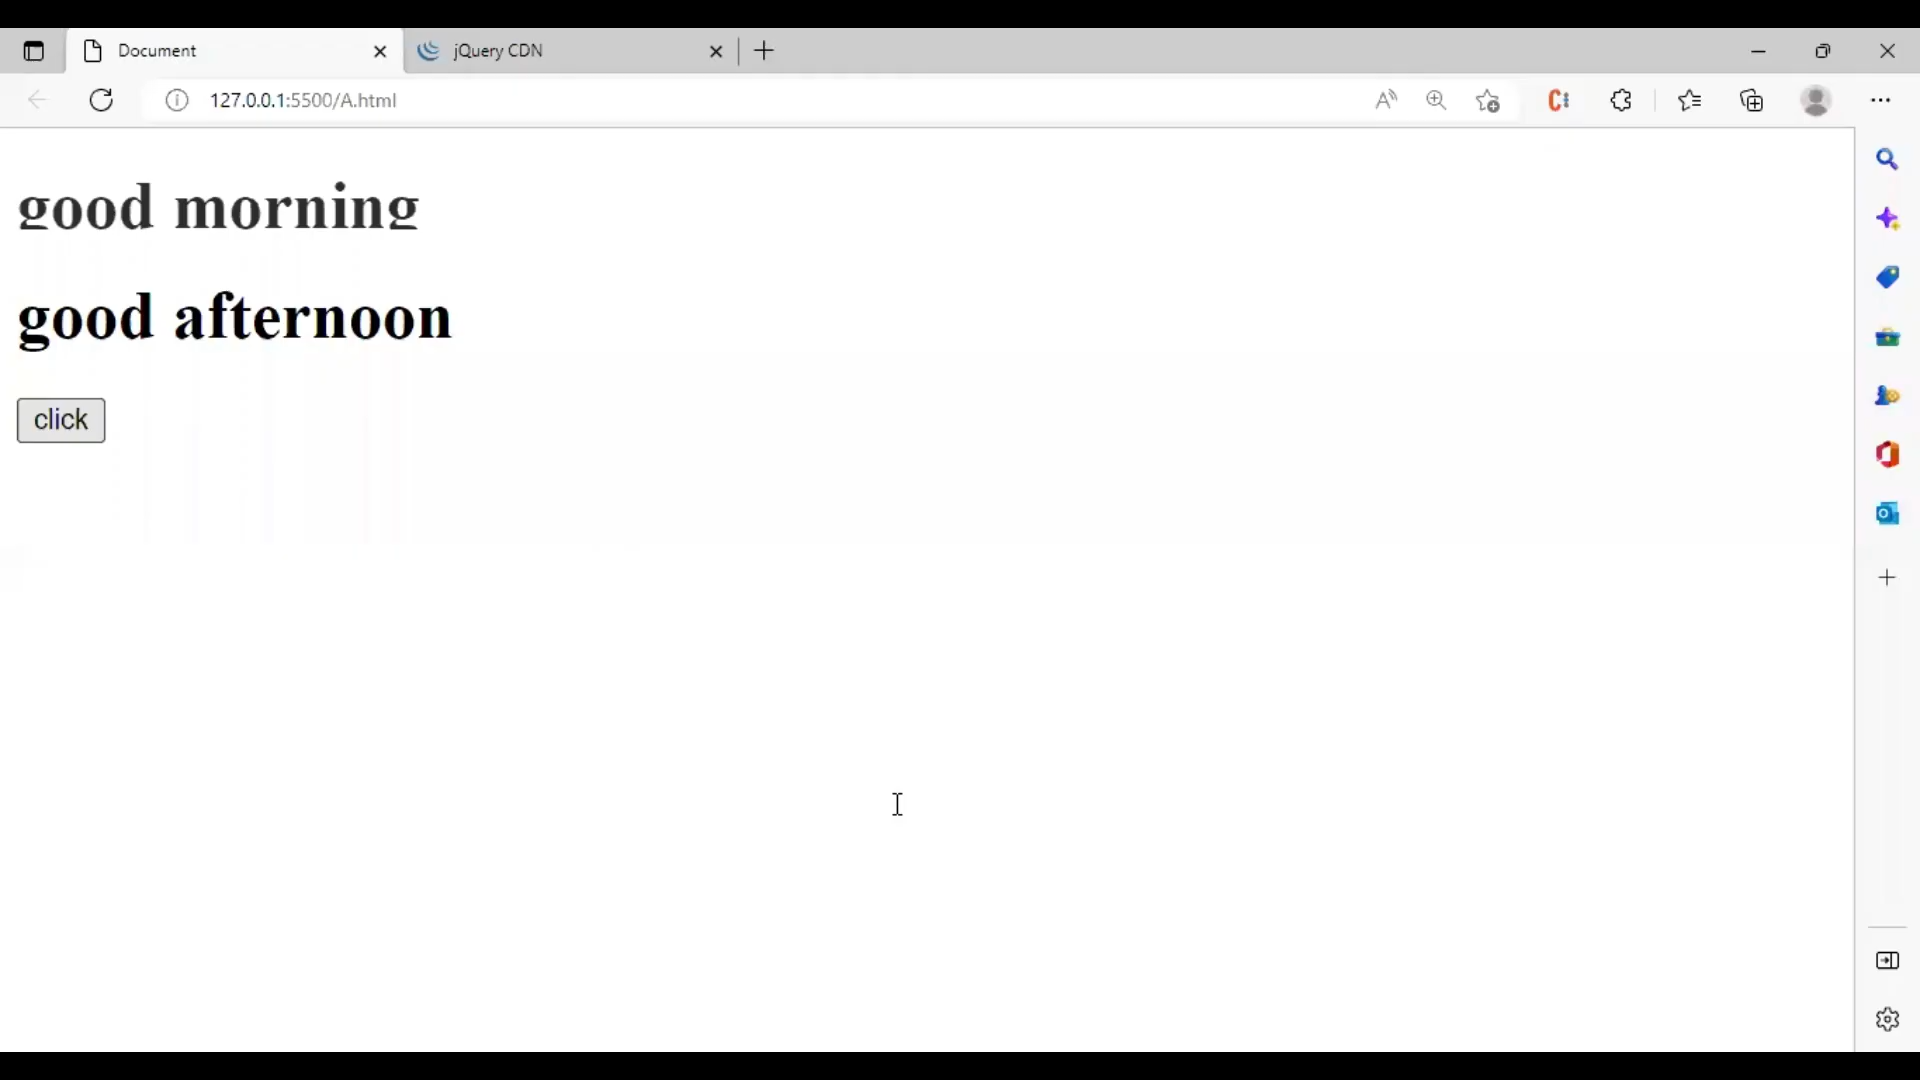 Document
jQuery CDN
127.0.0.1:5500/A.html
good morning
good afternoon
click